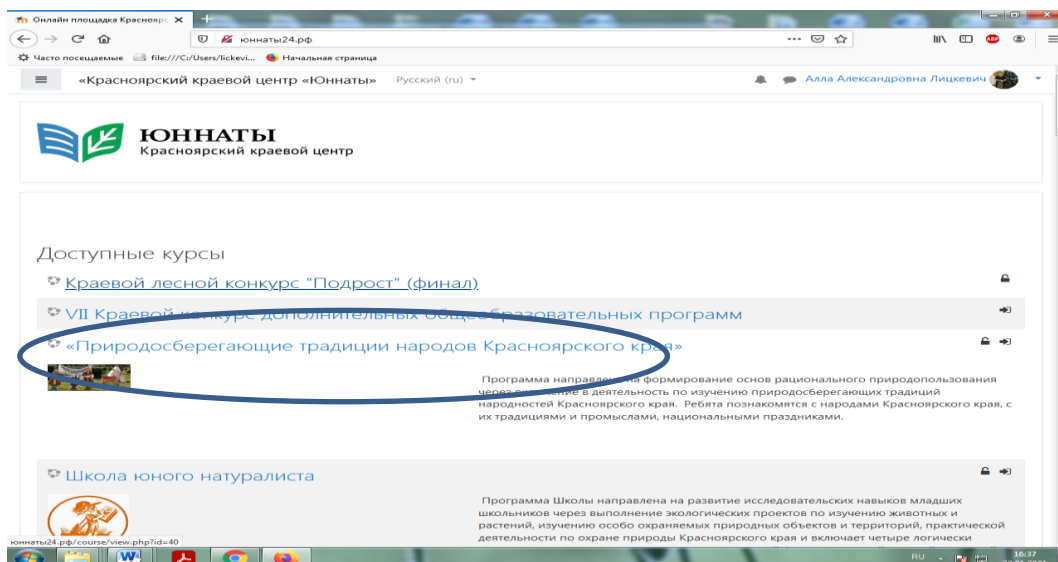 Онлайн площадка Красноярс
юннаты24.рф
Часто посещаемые file:///C:/Users/lickevi... Начальная страница
«Красноярский краевой центр «Юннаты» Русский (ru) Алла Александровна Лицкевич
ЮННАТЫ
Красноярский краевой центр
Доступные курсы
Краевой лесной конкурс "Подрост" (финал)
VII Краевой конкурс дополнительных общеобразовательных программ
«Природосберегающие традиции народов Красноярского края»
Программа направлена на формирование основ рационального природопользования
через включение в деятельность по изучению природосберегающих традиций
народностей Красноярского края. Ребята познакомятся с народами Красноярского края, с
их традициями и промыслами, национальными праздниками.
Школа юного натуралиста
Программа Школы направлена на развитие исследовательских навыков младших
школьников через выполнение экологических проектов по изучению животных и
растений, изучению особо охраняемых природных объектов и территорий, практической
деятельности по охране природы Красноярского края и включает четыре логически
юннаты24.рф/course/view.php?id=40
RU 16:37